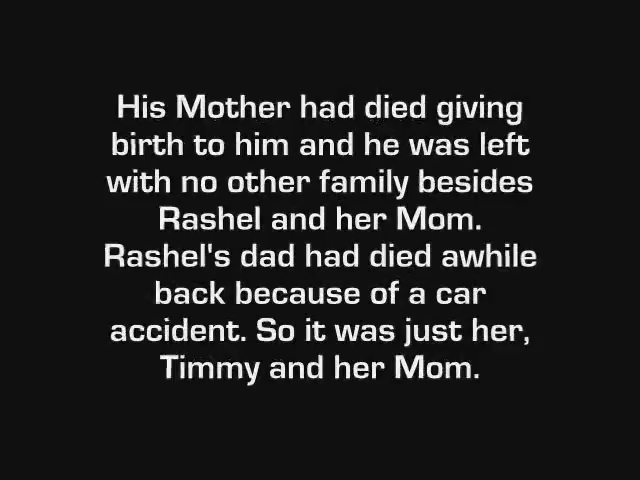 His Mother had died giving
birth to him and he was left
with no other family besides
Rashel and her Mom.
Rashel's dad had died awhile
back because of a car
accident. So it was just her,
Timmy and her Mom.